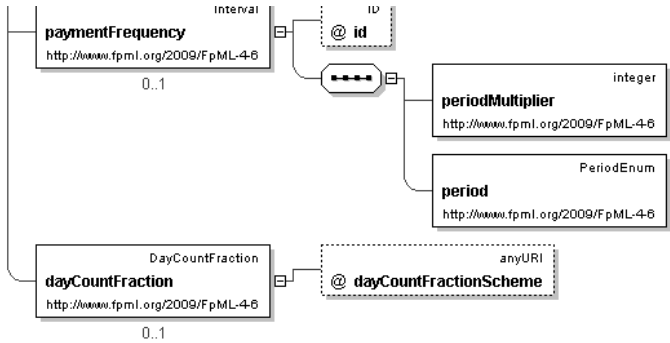 Interval
paymentFrequency
http://www.fpml.org/2009/FpML-4-6
0..1
ID
@ id
integer
periodMultiplier
http://www.fpml.org/2009/FpML-4-6
PeriodEnum
period
http://www.fpml.org/2009/FpML-4-6
DayCountFraction
dayCountFraction
http://www.fpml.org/2009/FpML-4-6
0..1
anyURI
@ dayCountFractionScheme